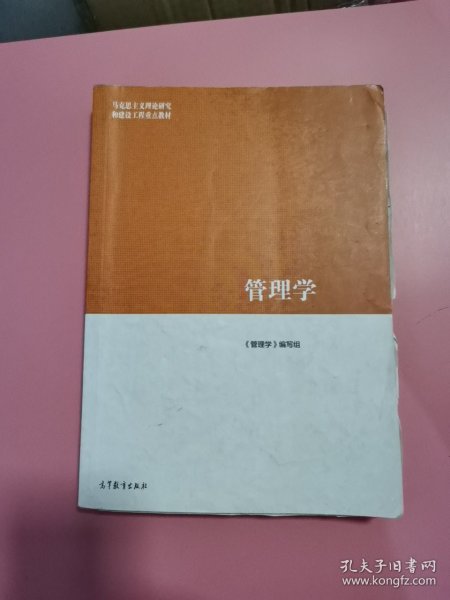 马克思主义理论研究
和建设工程重点教材
管理学
《管理学》编写组
高等教育出版社
孔夫子旧书网
www.kongfz.com